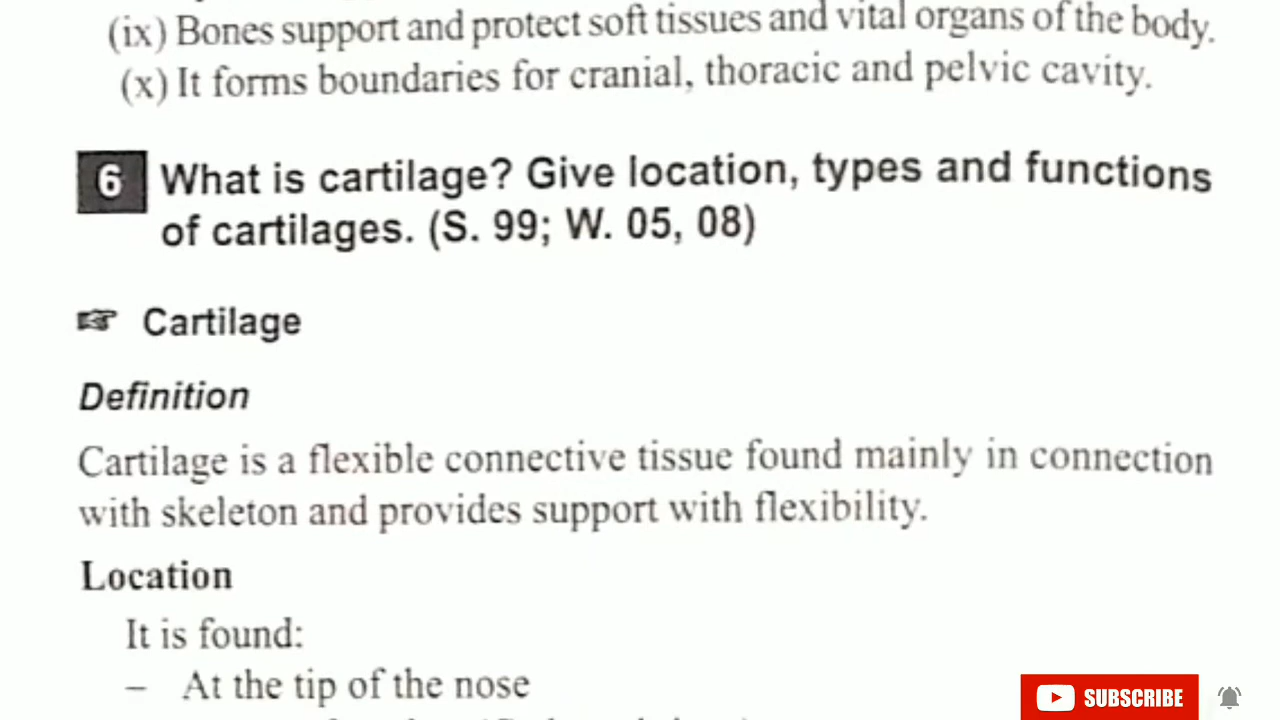 (ix) Bones support and protect soft tissues and vital organs of the body.
(x) It forms boundaries for cranial, thoracic and pelvic cavity.
6 What is cartilage? Give location, types and functions
of cartilages. (S. 99; W. 05, 08)
☞ Cartilage
Definition
Cartilage is a flexible connective tissue found mainly in connection
with skeleton and provides support with flexibility.
Location
It is found:
– At the tip of the nose
SUBSCRIBE